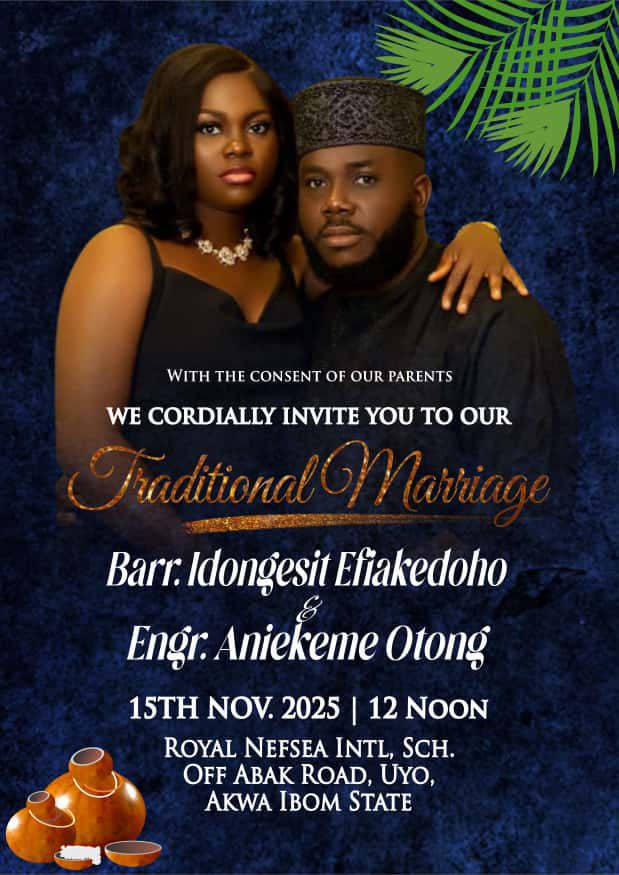 WITH THE CONSENT OF OUR PARENTS
WE CORDIALLY INVITE YOU TO OUR
Traditional Marriage
Barr. Idongesit Efiakedoho
&
Engr. Aniekeme Otong
15TH NOV. 2025 | 12 NOON
ROYAL NEFSEA INTL, SCH.
OFF ABAK ROAD, UYO,
AKWA IBOM STATE